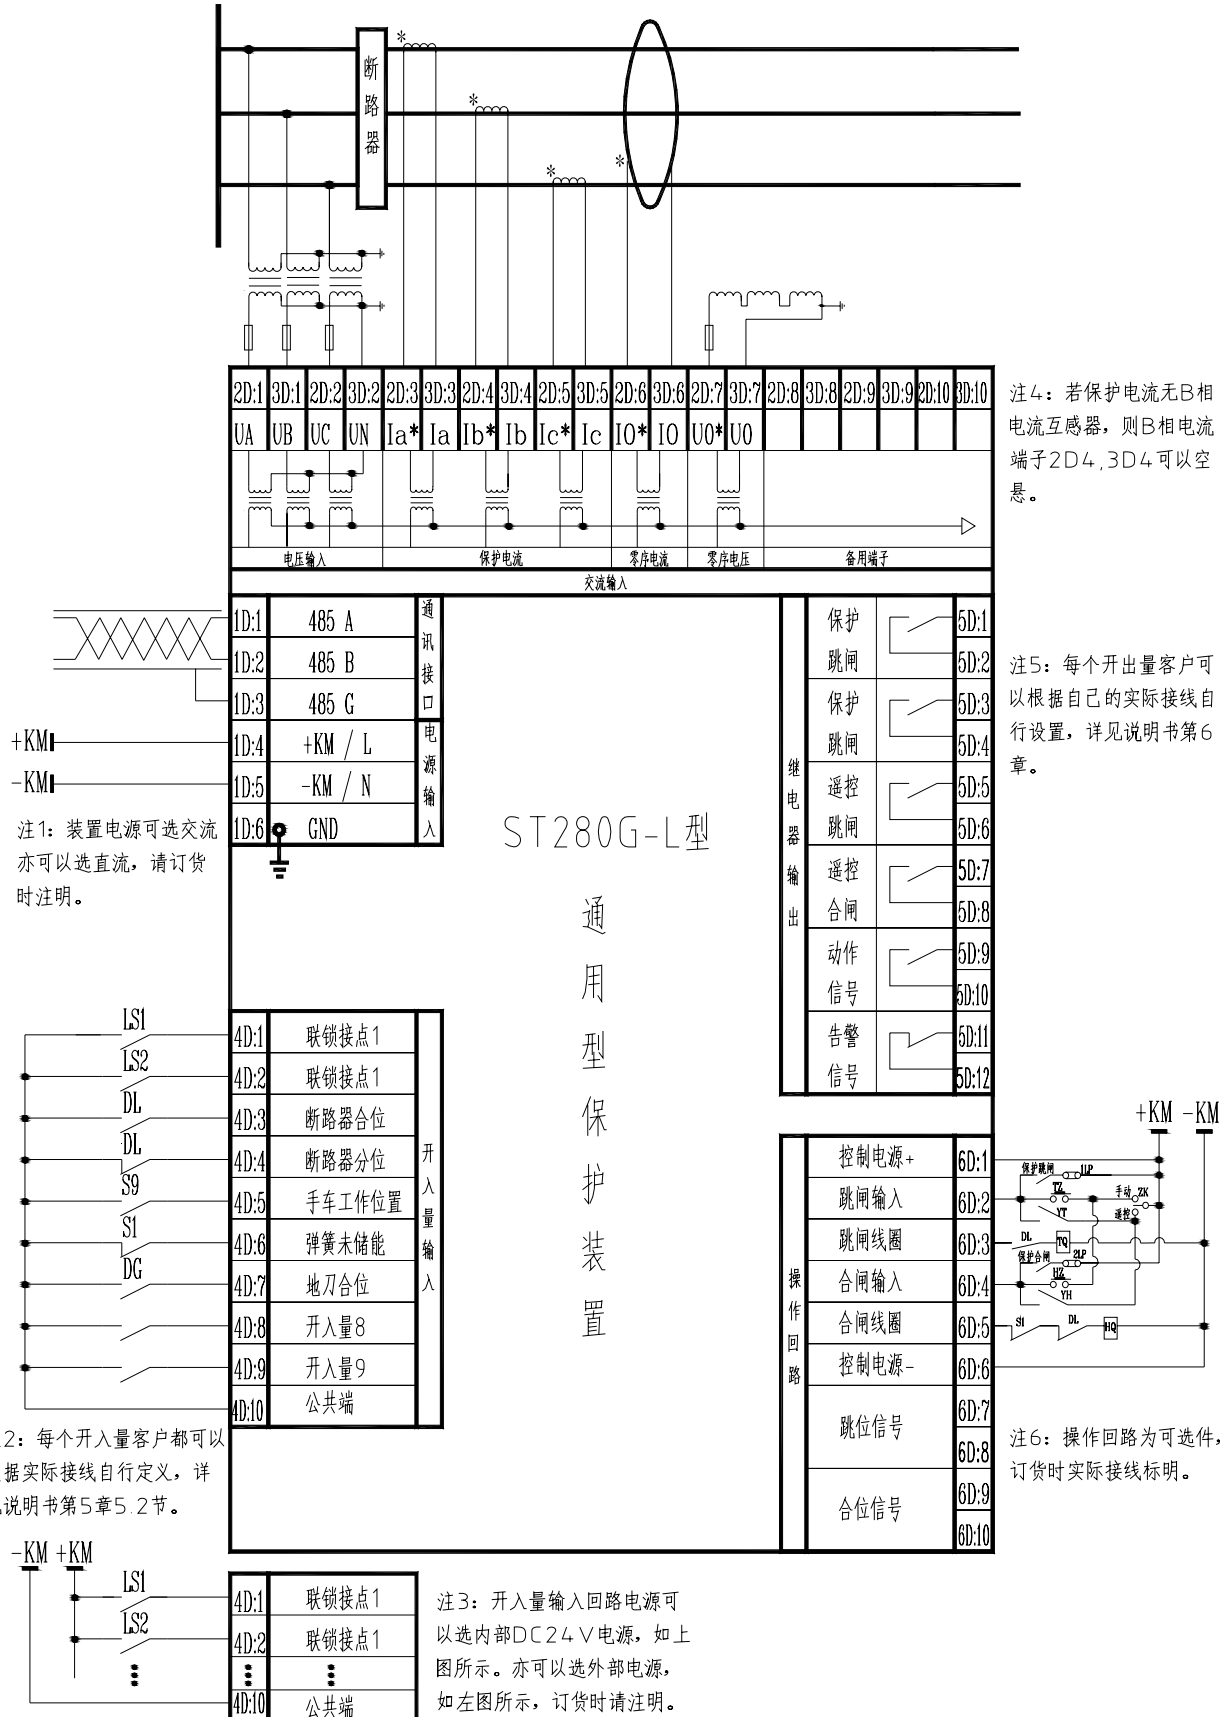 断路器
*
*
*
*
2D:1 3D:1 2D:2 3D:2 2D:3 3D:3 2D:4 3D:4 2D:5 3D:5 2D:6 3D:6 2D:7 3D:7 2D:8 3D:8 2D:9 3D:9 2D:10 3D:10
UA UB UC UN Ia* Ia Ib* Ib Ic* Ic I0* I0 U0* U0
电压输入 保护电流 零序电流 零序电压 备用端子
交流输入
注4：若保护电流无B相
电流互感器，则B相电流
端子2D4,3D4可以空
悬。
1D:1 485 A
1D:2 485 B
1D:3 485 G
通讯接口
+KM 1D:4 +KM / L
-KM 1D:5 -KM / N
1D:6 GND
电源输入
注1：装置电源可选交流
亦可以选直流，请订货
时注明。
ST280G-L型
通用型保护装置
继电器输出
保护 5D:1
跳闸 5D:2
保护 5D:3
跳闸 5D:4
遥控 5D:5
跳闸 5D:6
遥控 5D:7
合闸 5D:8
动作 5D:9
信号 5D:10
告警 5D:11
信号 5D:12
注5：每个开出量客户可
以根据自己的实际接线自
行设置，详见说明书第6
章。
LS1 4D:1 联锁接点1
LS2 4D:2 联锁接点1
DL 4D:3 断路器合位
DL 4D:4 断路器分位
S9 4D:5 手车工作位置
S1 4D:6 弹簧未储能
DG 4D:7 地刀合位
4D:8 开入量8
4D:9 开入量9
4D:10 公共端
开入量输入
2：每个开入量客户都可以
据实际接线自行定义，详
说明书第5章5.2节。
操作回路
控制电源+ 6D:1
跳闸输入 6D:2
跳闸线圈 6D:3
合闸输入 6D:4
合闸线圈 6D:5
控制电源- 6D:6
跳位信号 6D:7
6D:8
合位信号 6D:9
6D:10
+KM -KM
保护跳闸 1LP
TZ 手动 ZK
YT 遥控
DL TQ
保护合闸 2LP
HZ
YH
S1 DL HQ
注6：操作回路为可选件，
订货时实际接线标明。
-KM +KM
LS1 4D:1 联锁接点1
LS2 4D:2 联锁接点1
4D:10 公共端
注3：开入量输入回路电源可
以选内部DC24V电源，如上
图所示。亦可以选外部电源，
如左图所示，订货时请注明。